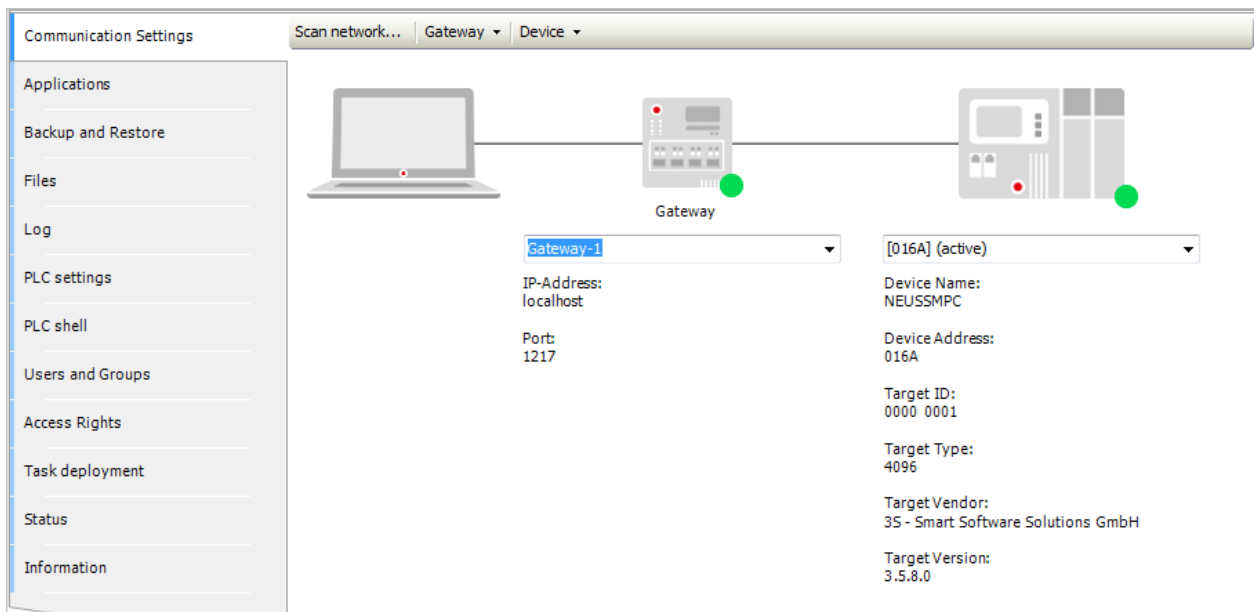 Communication Settings
Applications
Backup and Restore
Files
Log
PLC settings
PLC shell
Users and Groups
Access Rights
Task deployment
Status
Information
Scan network... Gateway Device
Gateway
Gateway-1
IP-Address:
localhost
Port:
1217
[016A] (active)
Device Name:
NEUSSMPC
Device Address:
016A
Target ID:
0000 0001
Target Type:
4096
Target Vendor:
3S - Smart Software Solutions GmbH
Target Version:
3.5.8.0